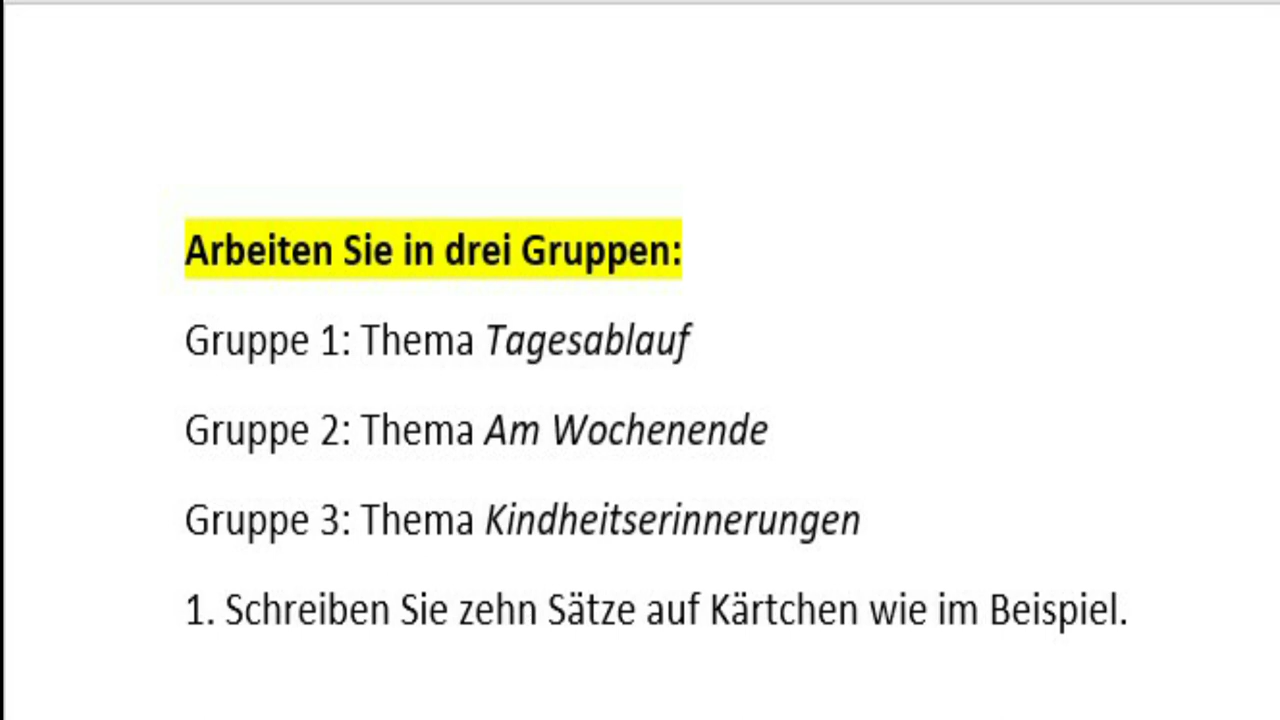 Arbeiten Sie in drei Gruppen:
Gruppe 1: Thema Tagesablauf
Gruppe 2: Thema Am Wochenende
Gruppe 3: Thema Kindheitserinnerungen
1. Schreiben Sie zehn Sätze auf Kärtchen wie im Beispiel.